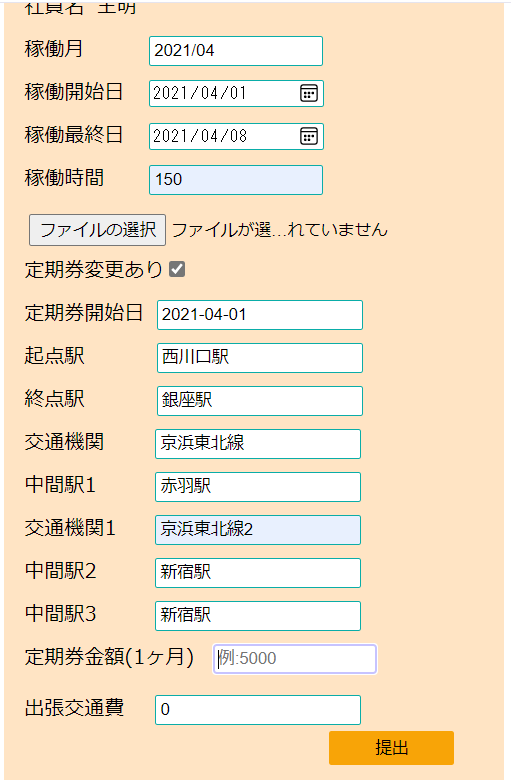 社員名 王明
稼働月 2021/04
稼働開始日 2021/04/01
稼働最終日 2021/04/08
稼働時間 150
ファイルの選択 ファイルが選...れていません
定期券変更あり
定期券開始日 2021-04-01
起点駅 西川口駅
終点駅 銀座駅
交通機関 京浜東北線
中間駅1 赤羽駅
交通機関1 京浜東北線2
中間駅2 新宿駅
中間駅3 新宿駅
定期券金額(1ヶ月) 例:5000
出張交通費 0
提出